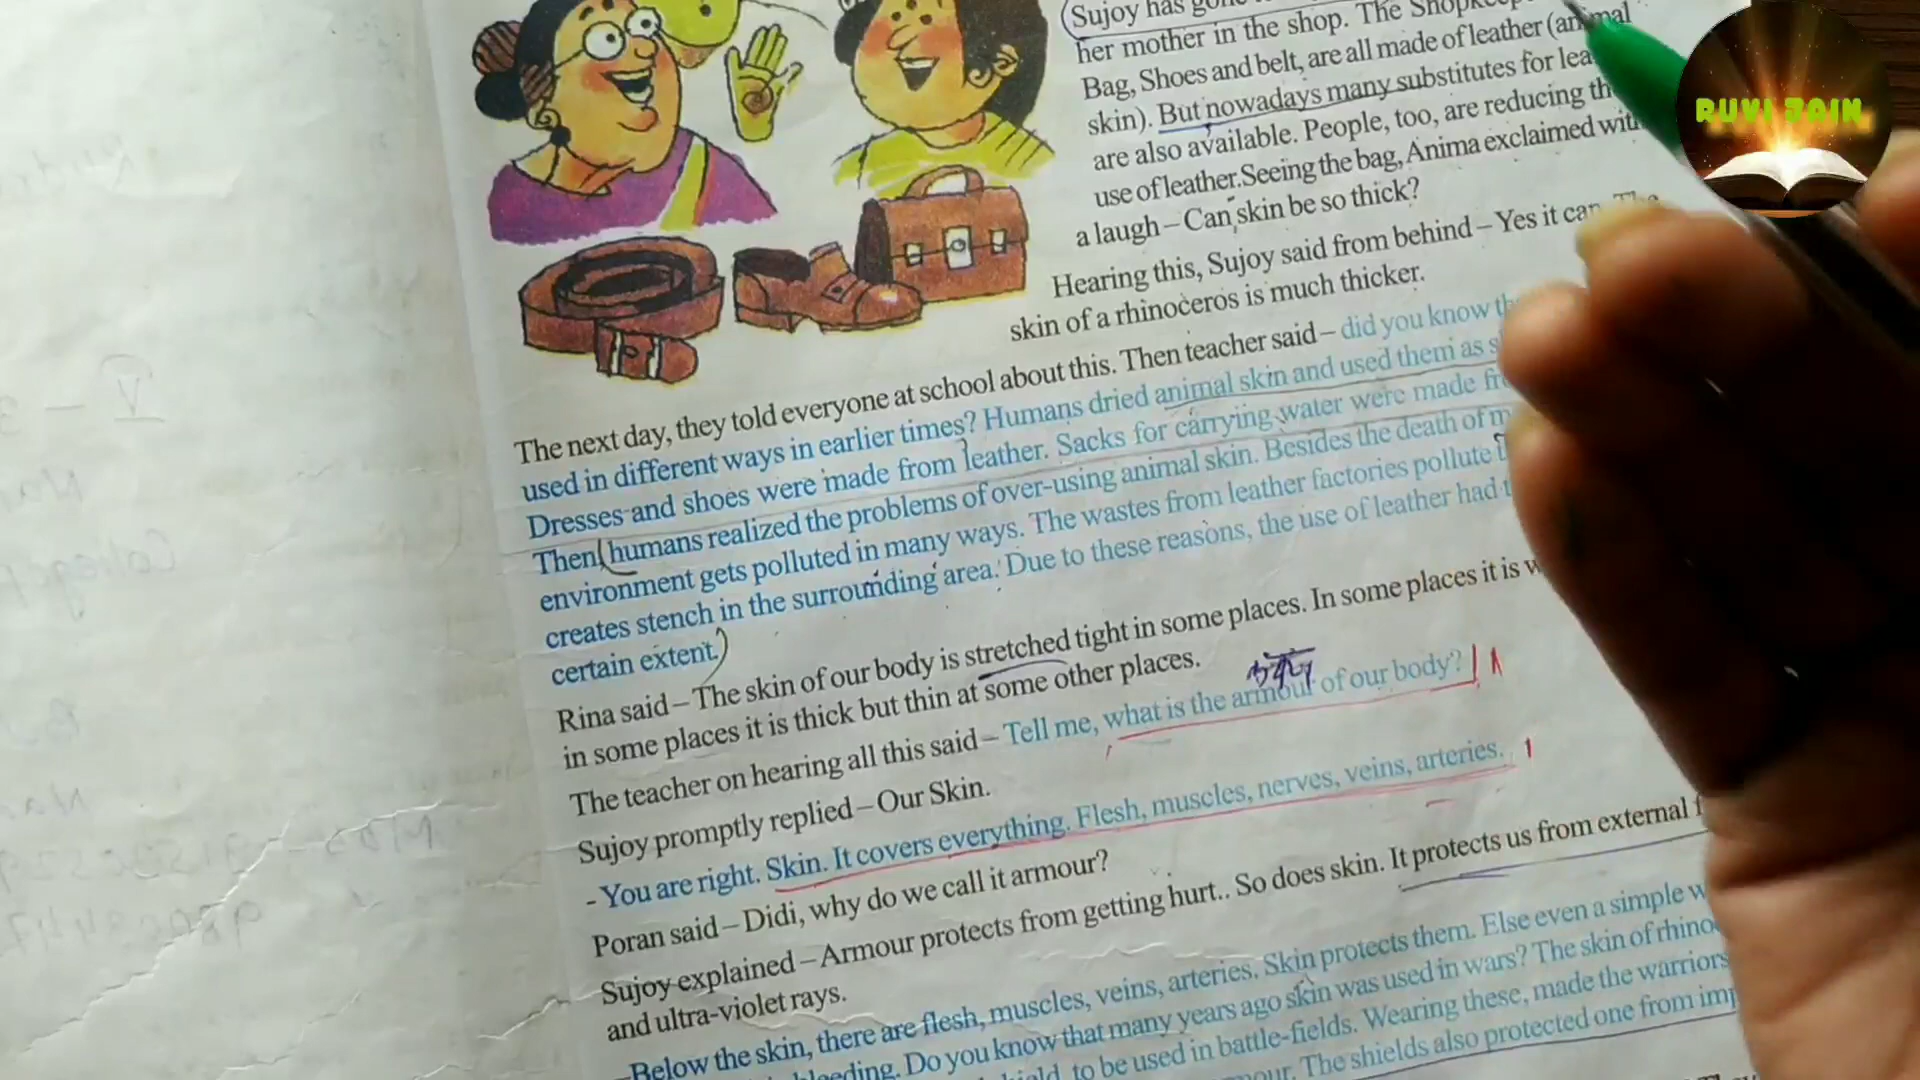 Sujoy has gone
her mother in the shop. The Shopkeep
Bag, Shoes and belt, are all made of leather (animal
skin). But nowadays many substitutes for lea
are also available. People, too, are reducing th
use of leather.Seeing the bag, Anima exclaimed with
a laugh – Can skin be so thick?
Hearing this, Sujoy said from behind – Yes it can. The
skin of a rhinoceros is much thicker.
The next day, they told everyone at school about this. Then teacher said – did you know th
used in different ways in earlier times? Humans dried animal skin and used them as s
Dresses and shoes were made from leather. Sacks for carrying water were made fr
Then humans realized the problems of over-using animal skin. Besides the death of m
environment gets polluted in many ways. The wastes from leather factories pollute
creates stench in the surrounding area. Due to these reasons, the use of leather had t
certain extent.
Rina said – The skin of our body is stretched tight in some places. In some places it is w
in some places it is thick but thin at some other places.
The teacher on hearing all this said – Tell me, what is the armour of our body?
Sujoy promptly replied – Our Skin.
- You are right. Skin. It covers everything. Flesh, muscles, nerves, veins, arteries.
Poran said – Didi, why do we call it armour?
Sujoy explained – Armour protects from getting hurt.. So does skin. It protects us from external f
and ultra-violet rays.
Below the skin, there are flesh, muscles, veins, arteries. Skin protects them. Else even a simple w
bleeding. Do you know that many years ago skin was used in wars? The skin of rhino
to be used in battle-fields. Wearing these, made the warriors
The shields also protected one from imp
RUVI JAIN